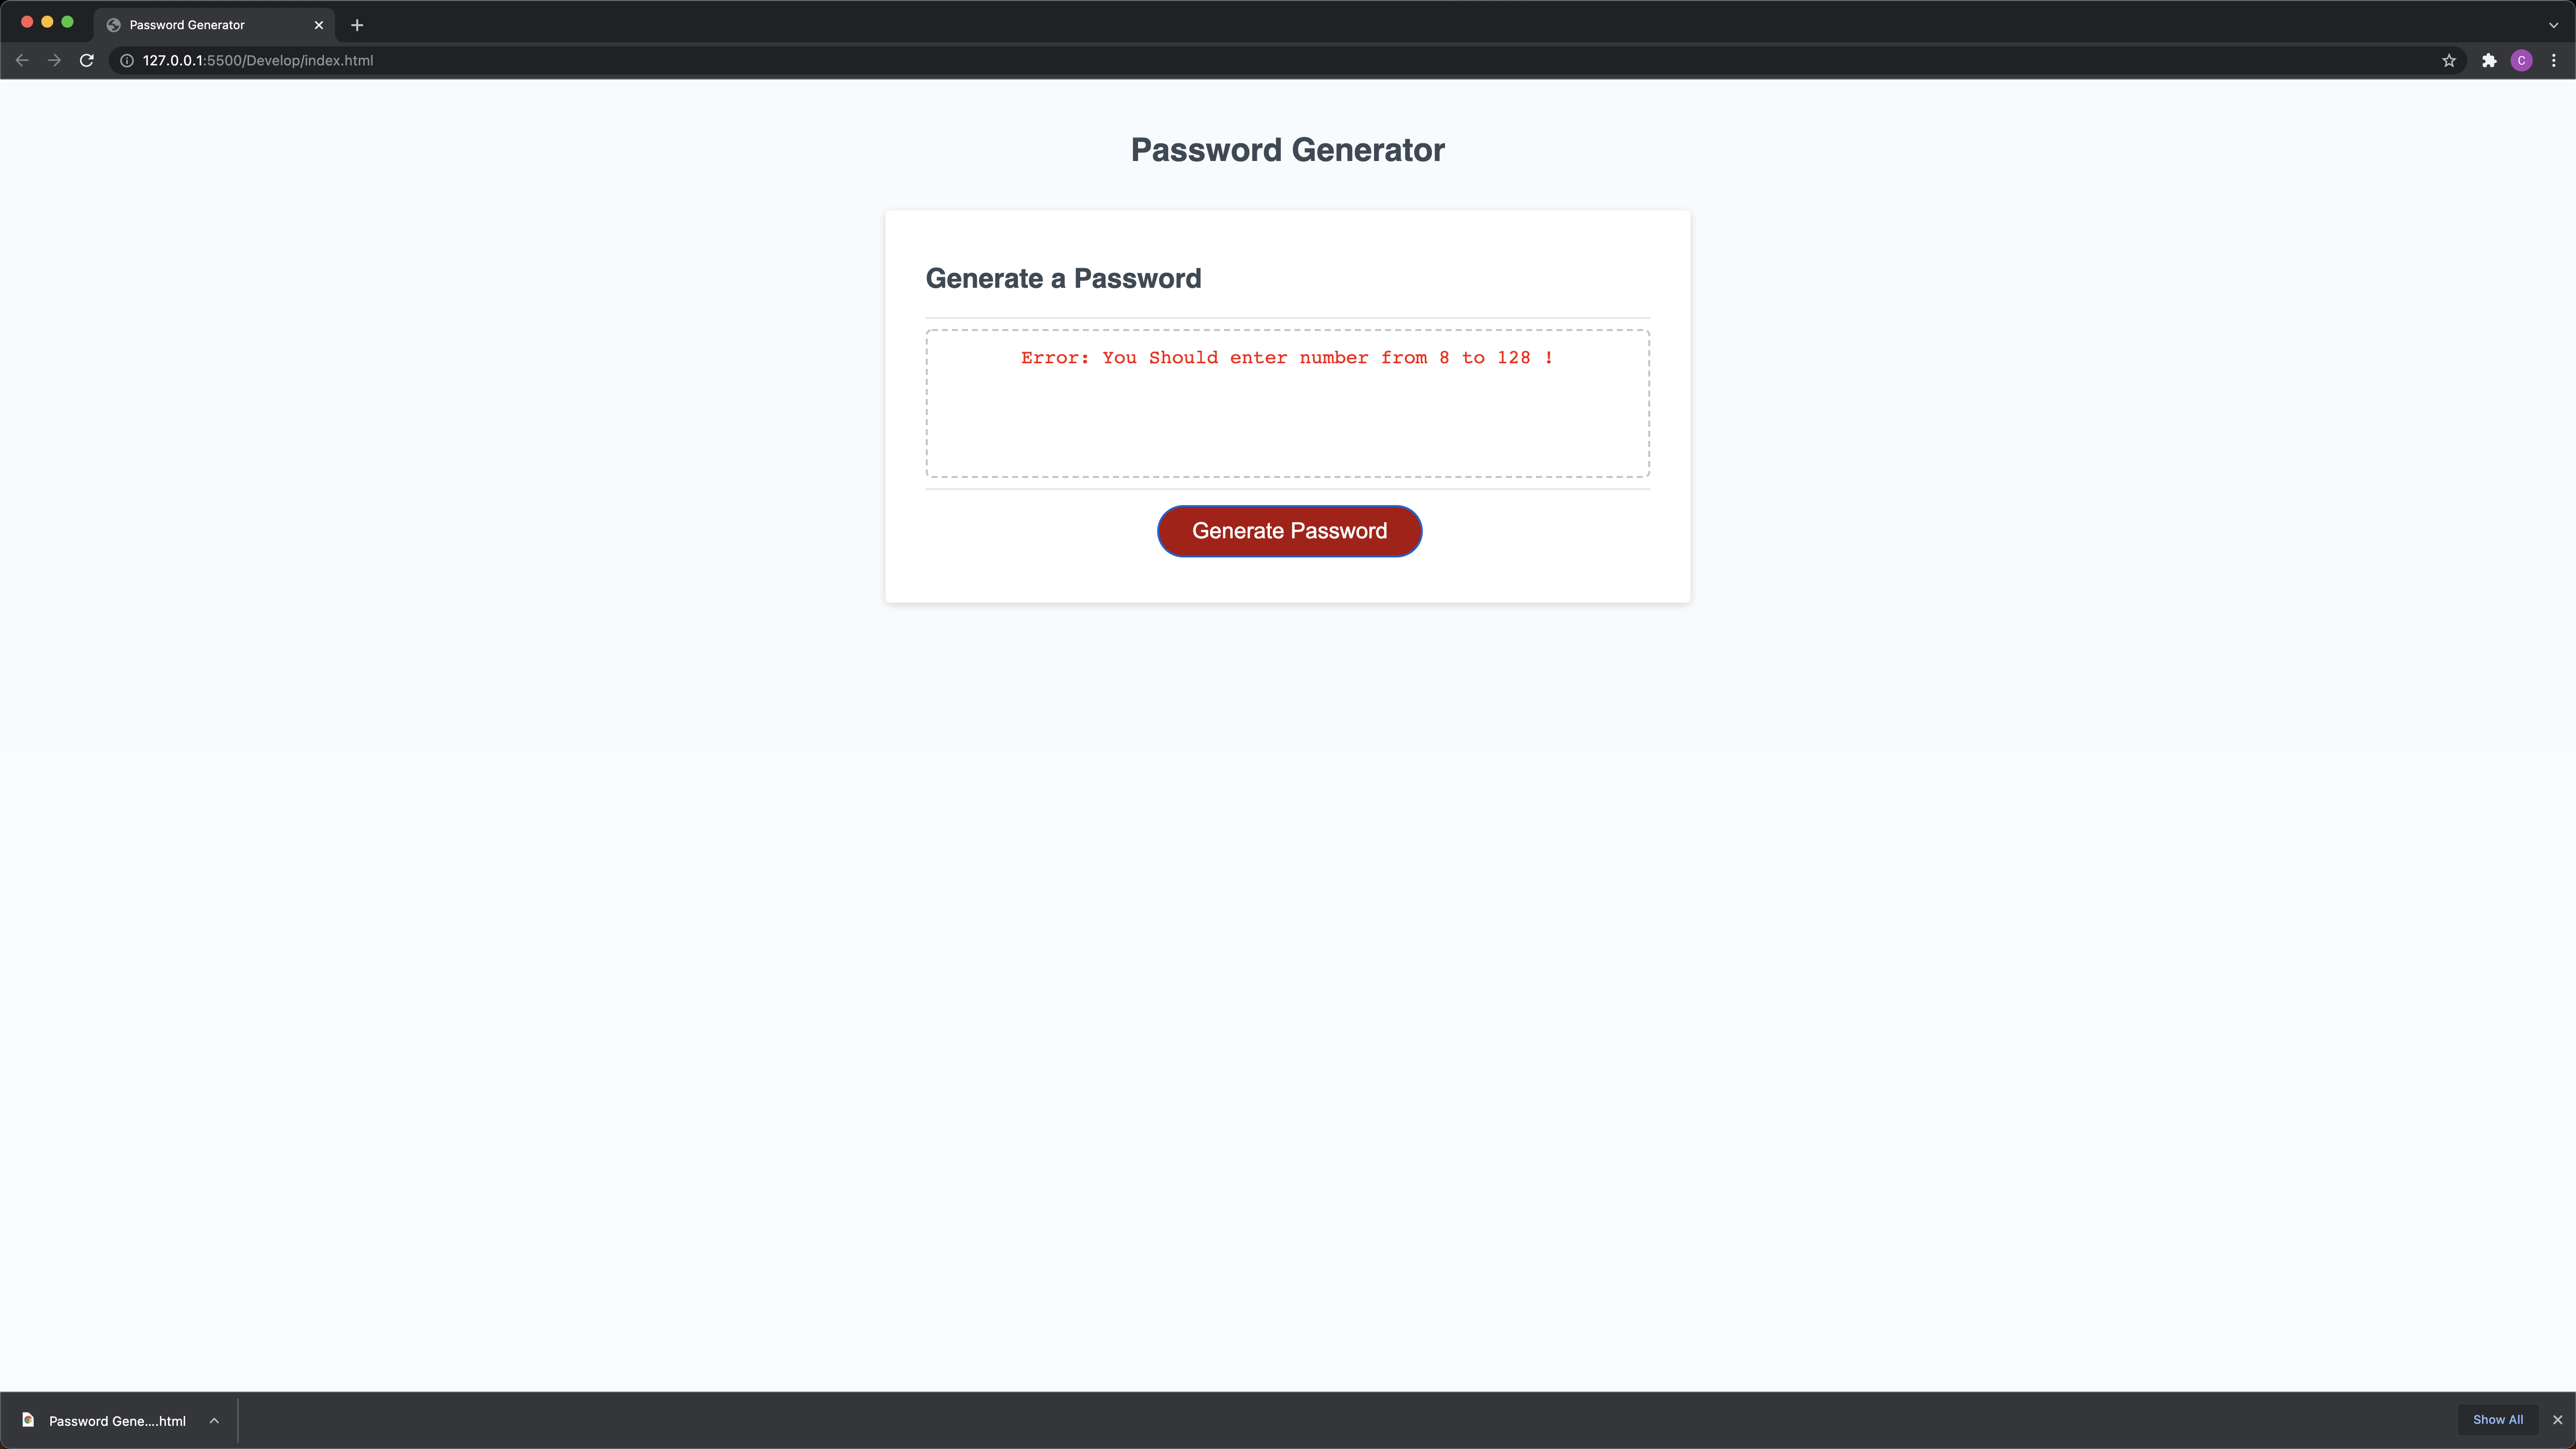 Password Generator
127.0.0.1:5500/Develop/index.html
C
Password Generator
Generate a Password
Error: You Should enter number from 8 to 128 !
Generate Password
Password Gene....html
Show All